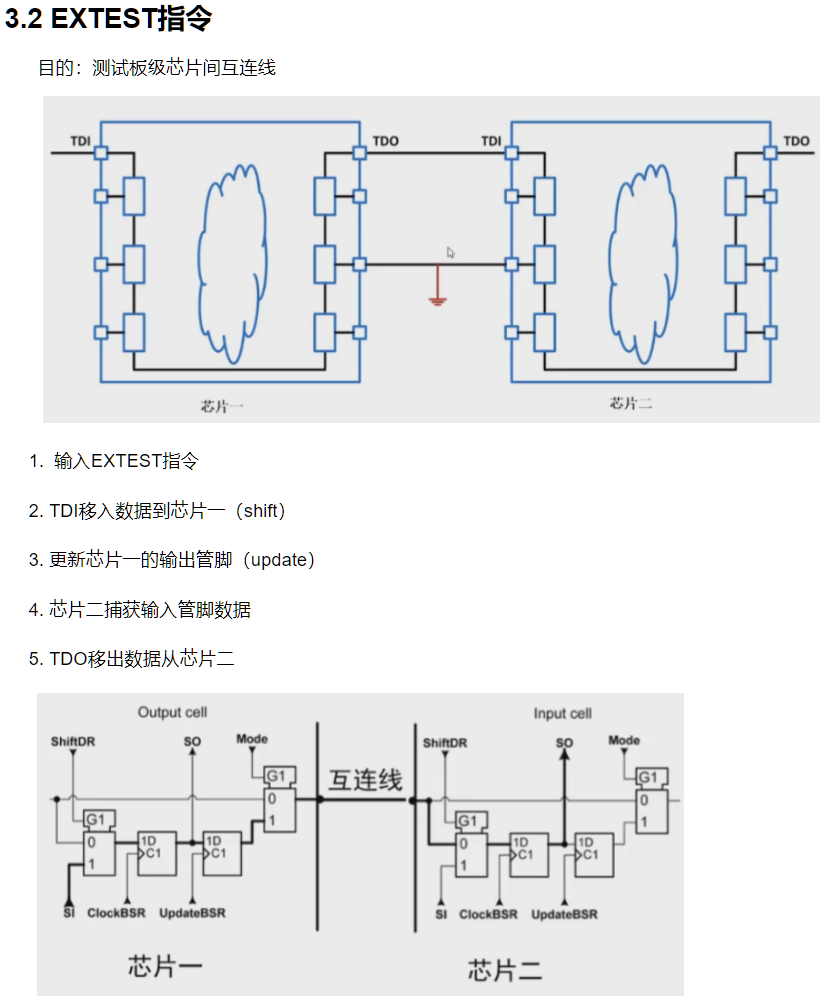 3.2 EXTEST指令
目的：测试板级芯片间互连线
TDI TDO TDI TDO
芯片一 芯片二
1. 输入EXTEST指令
2. TDI移入数据到芯片一（shift）
3. 更新芯片一的输出管脚（update）
4. 芯片二捕获输入管脚数据
5. TDO移出数据从芯片二
Output cell Input cell
ShiftDR SO Mode ShiftDR SO Mode
G1 互连线 G1
0 0
G1 1 G1 1
0 1D 1D 0 1D 1D
1 C1 C1 1 C1 C1
SI ClockBSR UpdateBSR SI ClockBSR UpdateBSR
芯片一 芯片二